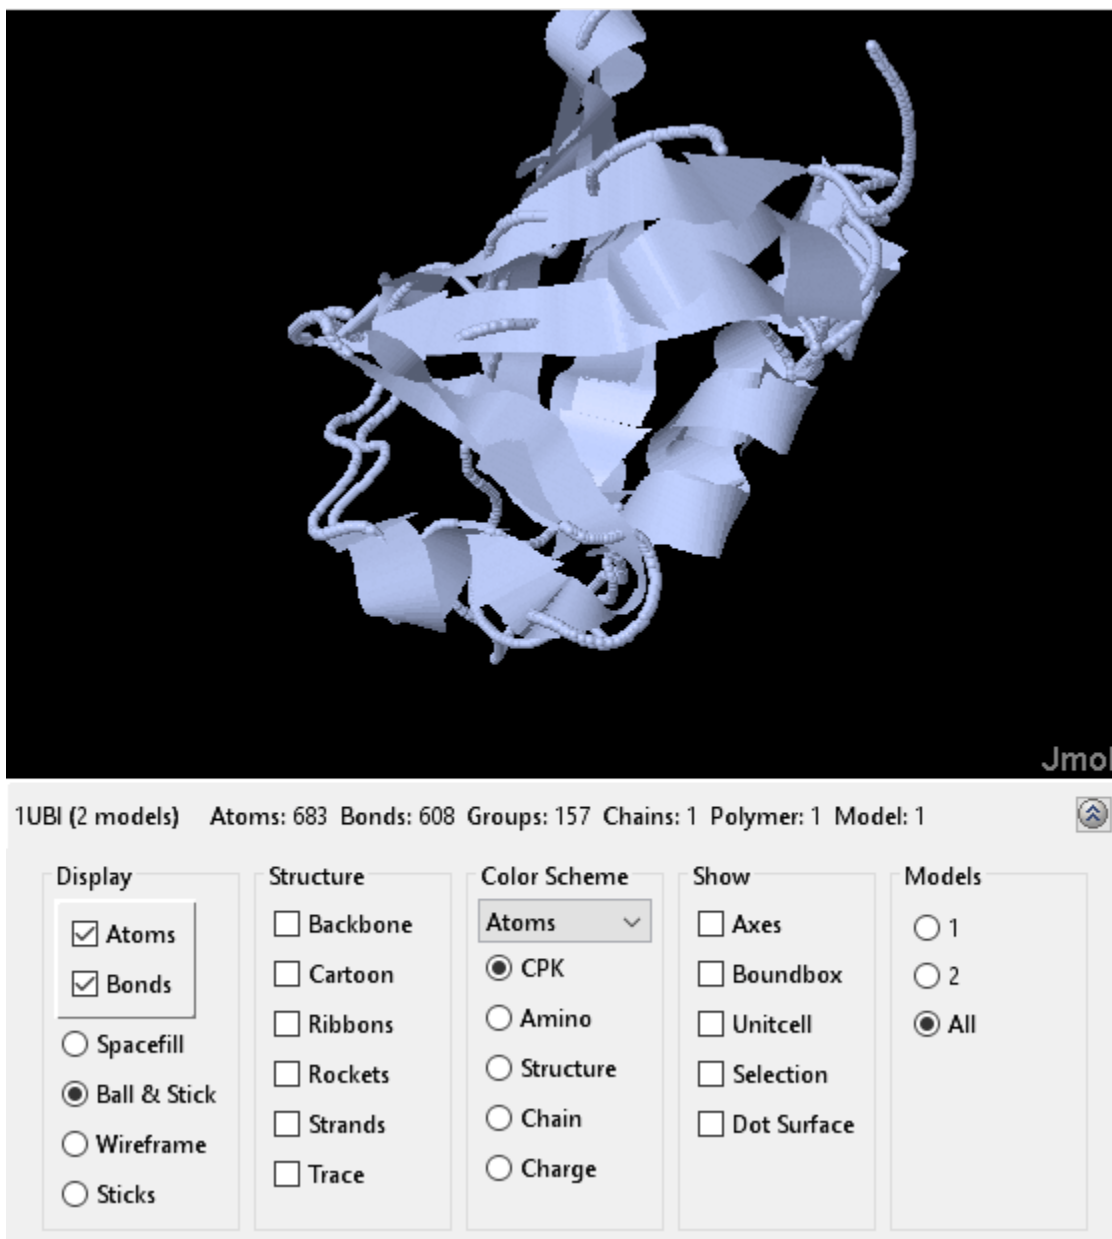 Jmol
1UBI (2 models) Atoms: 683 Bonds: 608 Groups: 157 Chains: 1 Polymer: 1 Model: 1
Display
Atoms
Bonds
Spacefill
Ball & Stick
Wireframe
Sticks
Structure
Backbone
Cartoon
Ribbons
Rockets
Strands
Trace
Color Scheme
Atoms
CPK
Amino
Structure
Chain
Charge
Show
Axes
Boundbox
Unitcell
Selection
Dot Surface
Models
1
2
All